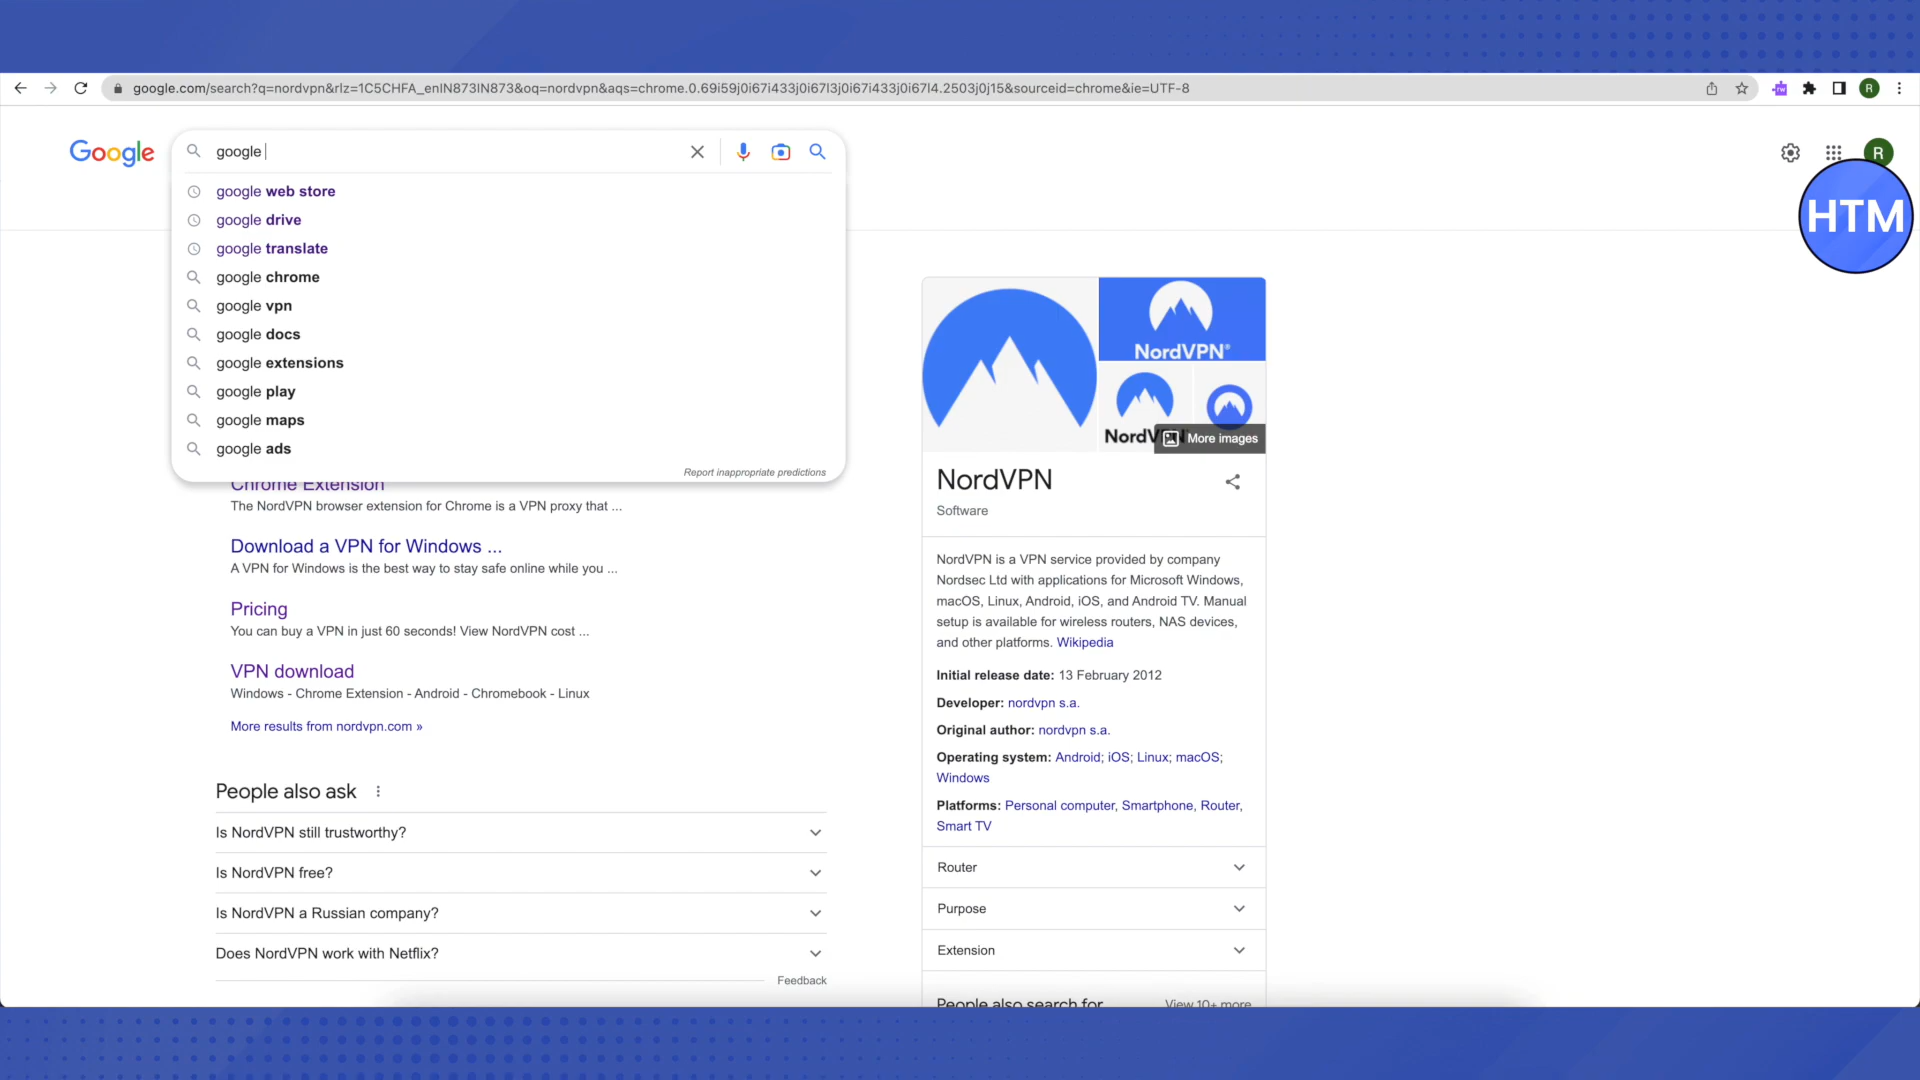 google.com/search?q=nordvpn&rlz=1C5CHFA_enIN873IN873&oq=nordvpn&aqs=chrome.0.69i59j0i67i433j0i67l3j0i67i433j0i67l4.2503j0j15&sourceid=chrome&ie=UTF-8
R
Google
google
R
HTM
google web store
google drive
google translate
google chrome
google vpn
google docs
google extensions
google play
google maps
google ads
Report inappropriate predictions
Chrome Extension
The NordVPN browser extension for Chrome is a VPN proxy that ...
Download a VPN for Windows ...
A VPN for Windows is the best way to stay safe online while you ...
Pricing
You can buy a VPN in just 60 seconds! View NordVPN cost ...
VPN download
Windows - Chrome Extension - Android - Chromebook - Linux
More results from nordvpn.com »
People also ask
Is NordVPN still trustworthy?
Is NordVPN free?
Is NordVPN a Russian company?
Does NordVPN work with Netflix?
Feedback
NordVPN®
More images
NordVPN
Software
NordVPN is a VPN service provided by company
Nordsec Ltd with applications for Microsoft Windows,
macOS, Linux, Android, iOS, and Android TV. Manual
setup is available for wireless routers, NAS devices,
and other platforms. Wikipedia
Initial release date: 13 February 2012
Developer: nordvpn s.a.
Original author: nordvpn s.a.
Operating system: Android; iOS; Linux; macOS;
Windows
Platforms: Personal computer, Smartphone, Router,
Smart TV
Router
Purpose
Extension
People also search for
View 10+ more